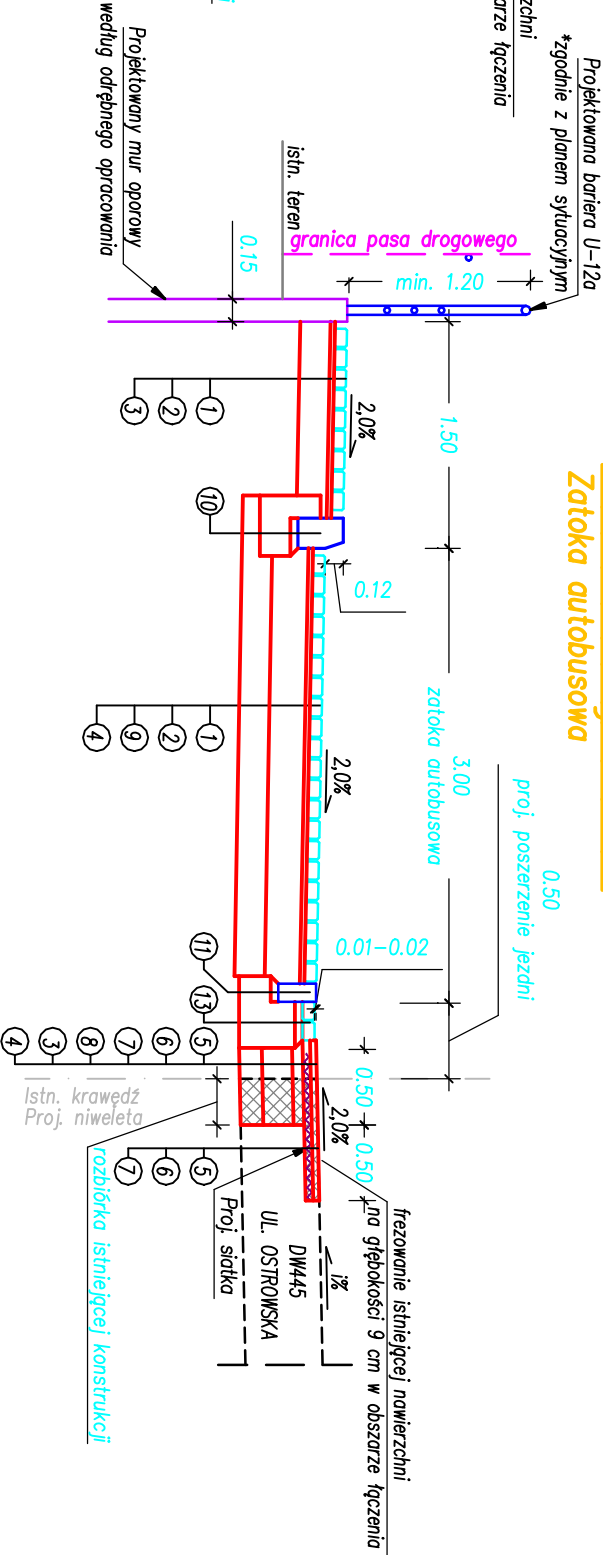 Zatoka autobusowa
zchni
arze łączenia
Projektowana bariera U-12a
*zgodnie z planem sytuacyjnym
granica pasa drogowego
min. 1.20
istn. teren
0.15
Projektowany mur oporowy
według odrębnego opracowania
1.50
2,0%
1
2
3
10
0.12
3.00
zatoka autobusowa
2,0%
1
2
9
4
0.50
proj. poszerzenie jezdni
0.01-0.02
11
13
5
6
7
8
3
4
0.50
0.50
2,0%
5
6
7
Istn. krawędź
Proj. niweleta
rozbiórka istniejącej konstrukcji
Proj. siatka
DW445
UL. OSTROWSKA
i%
frezowanie istniejącej nawierzchni
na głębokości 9 cm w obszarze łączenia